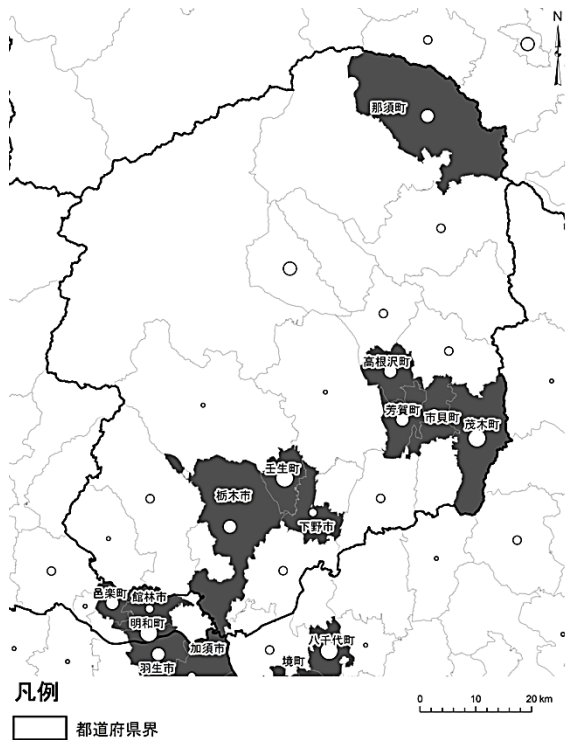 N
那須町
高根沢町
芳賀町
市貝町
茂木町
壬生町
栃木市
下野市
邑楽町
館林市
明和町
加須市
羽生市
境町
八千代町
凡例
都道府県界
0 10 20 km